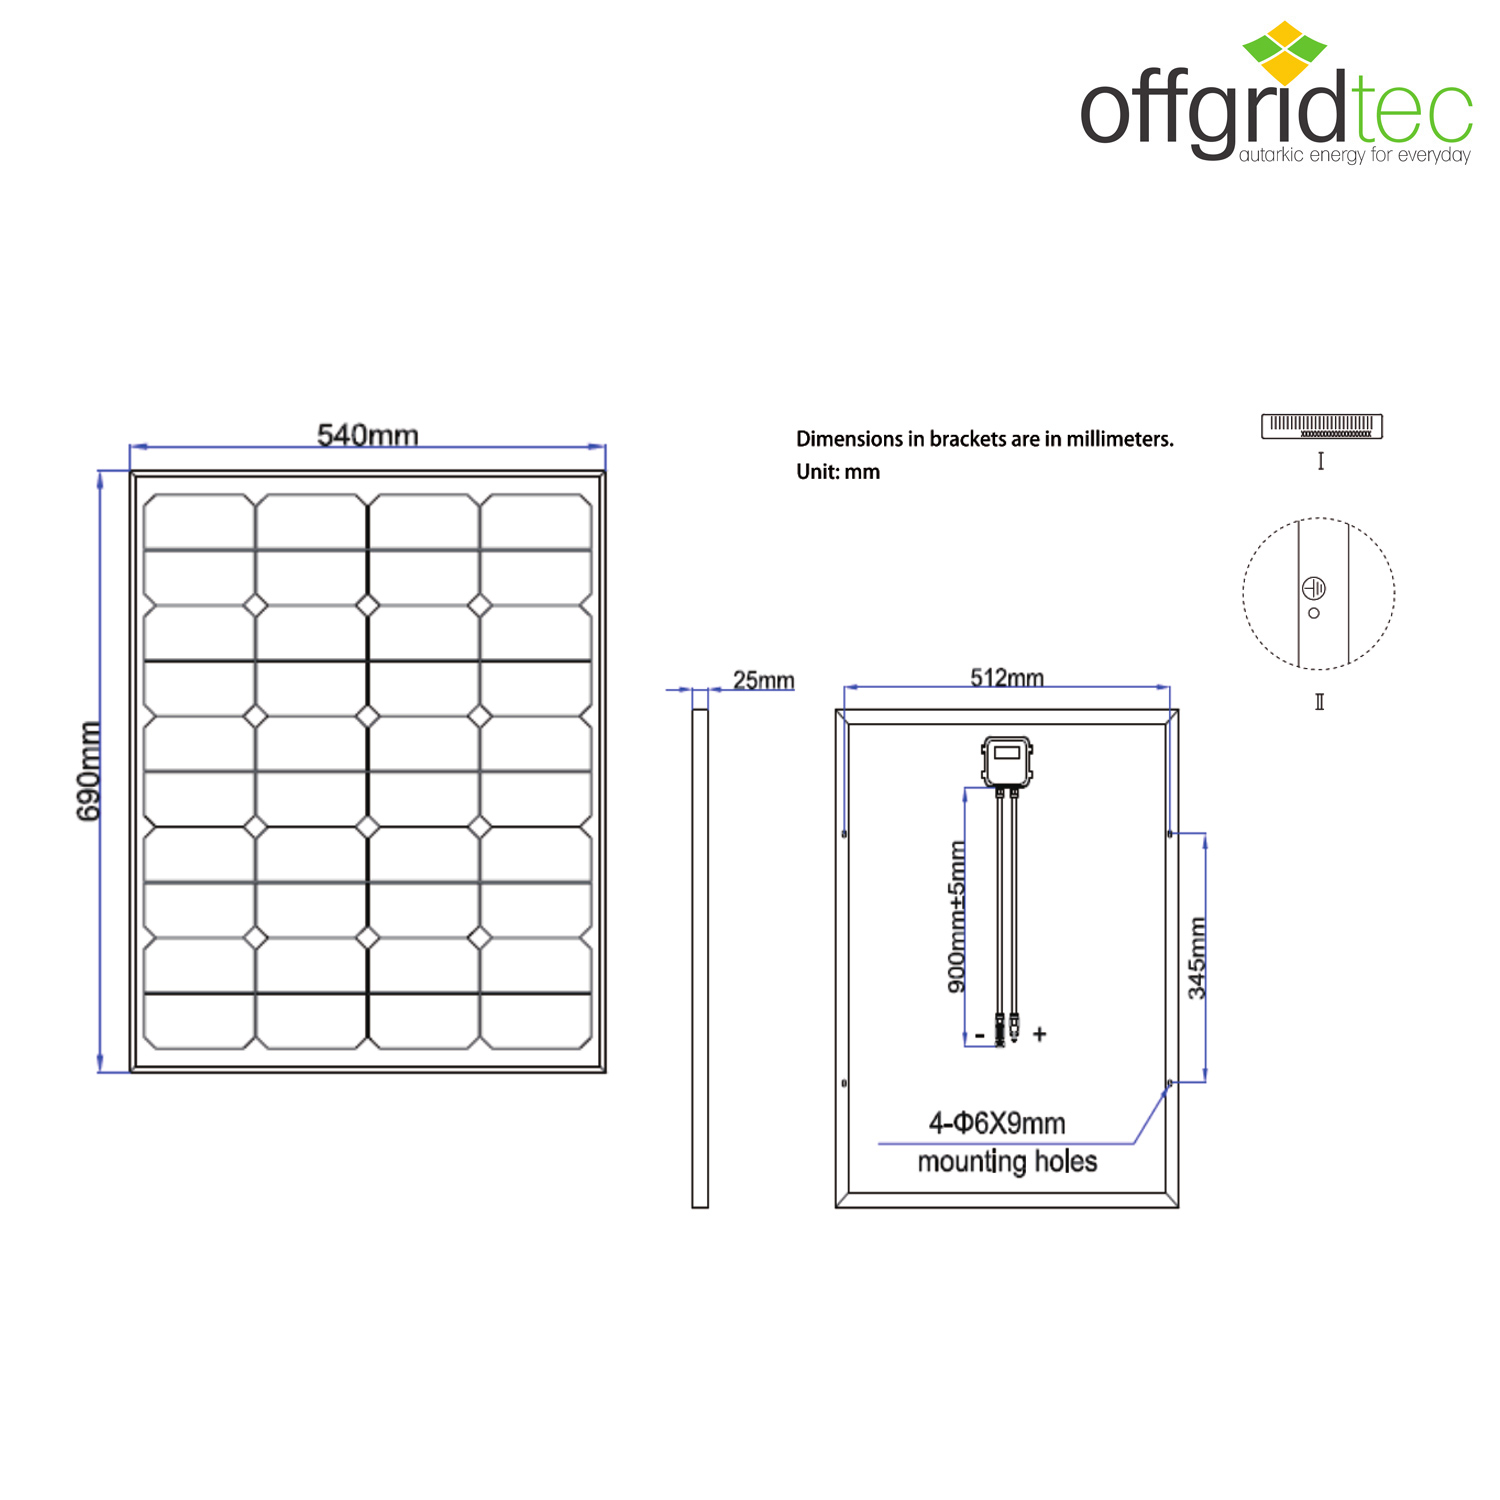 offgridtec
autarkic energy for everyday
540mm
690mm
Dimensions in brackets are in millimeters.
Unit: mm
I
II
25mm
512mm
900mm±5mm
- +
345mm
4-Φ6X9mm
mounting holes